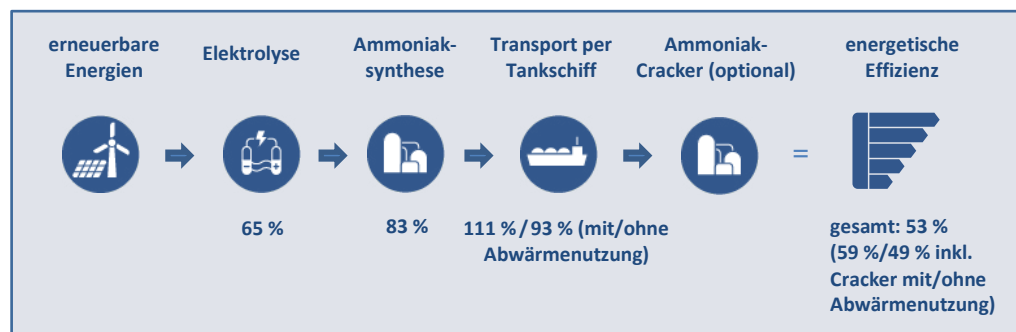 erneuerbare
Energien
Elektrolyse
Ammoniak-
synthese
Transport per
Tankschiff
Ammoniak-
Cracker (optional)
energetische
Effizienz
=
65 %
83 %
111 % / 93 % (mit/ohne
Abwärmenutzung)
gesamt: 53 %
(59 %/49 % inkl.
Cracker mit/ohne
Abwärmenutzung)